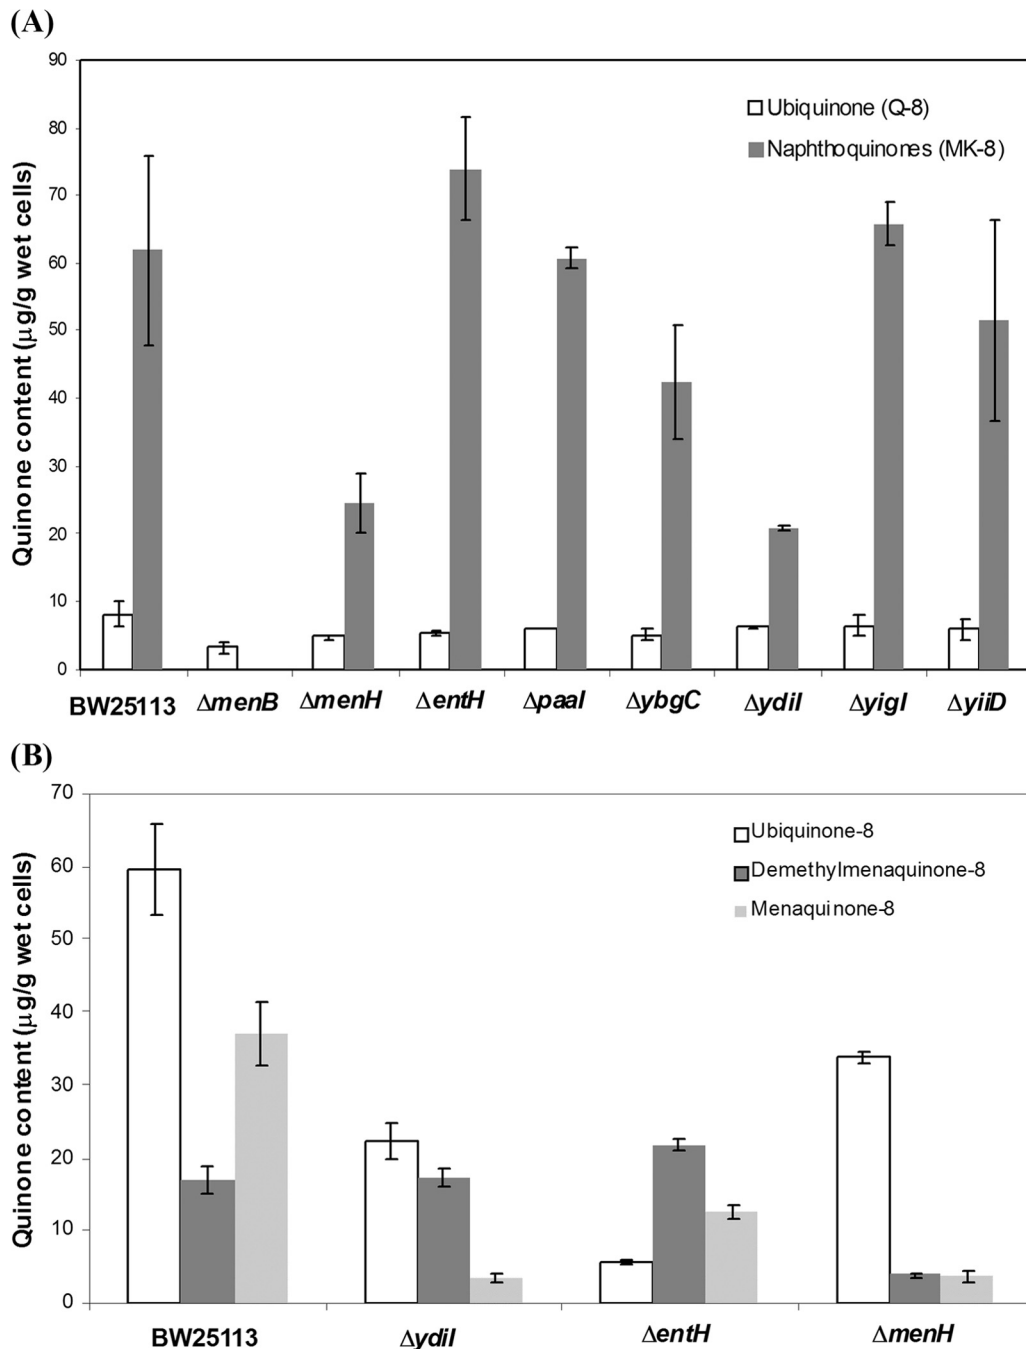 (A)
Quinone content (μg/g wet cells)
90
80
70
60
50
40
30
20
10
0
Ubiquinone (Q-8)
Naphthoquinones (MK-8)
BW25113 ΔmenB ΔmenH ΔentH ΔpaaI ΔybgC ΔydiI ΔyigI ΔyiiD
(B)
Quinone content (μg/g wet cells)
70
60
50
40
30
20
10
0
Ubiquinone-8
Demethylmenaquinone-8
Menaquinone-8
BW25113 ΔydiI ΔentH ΔmenH